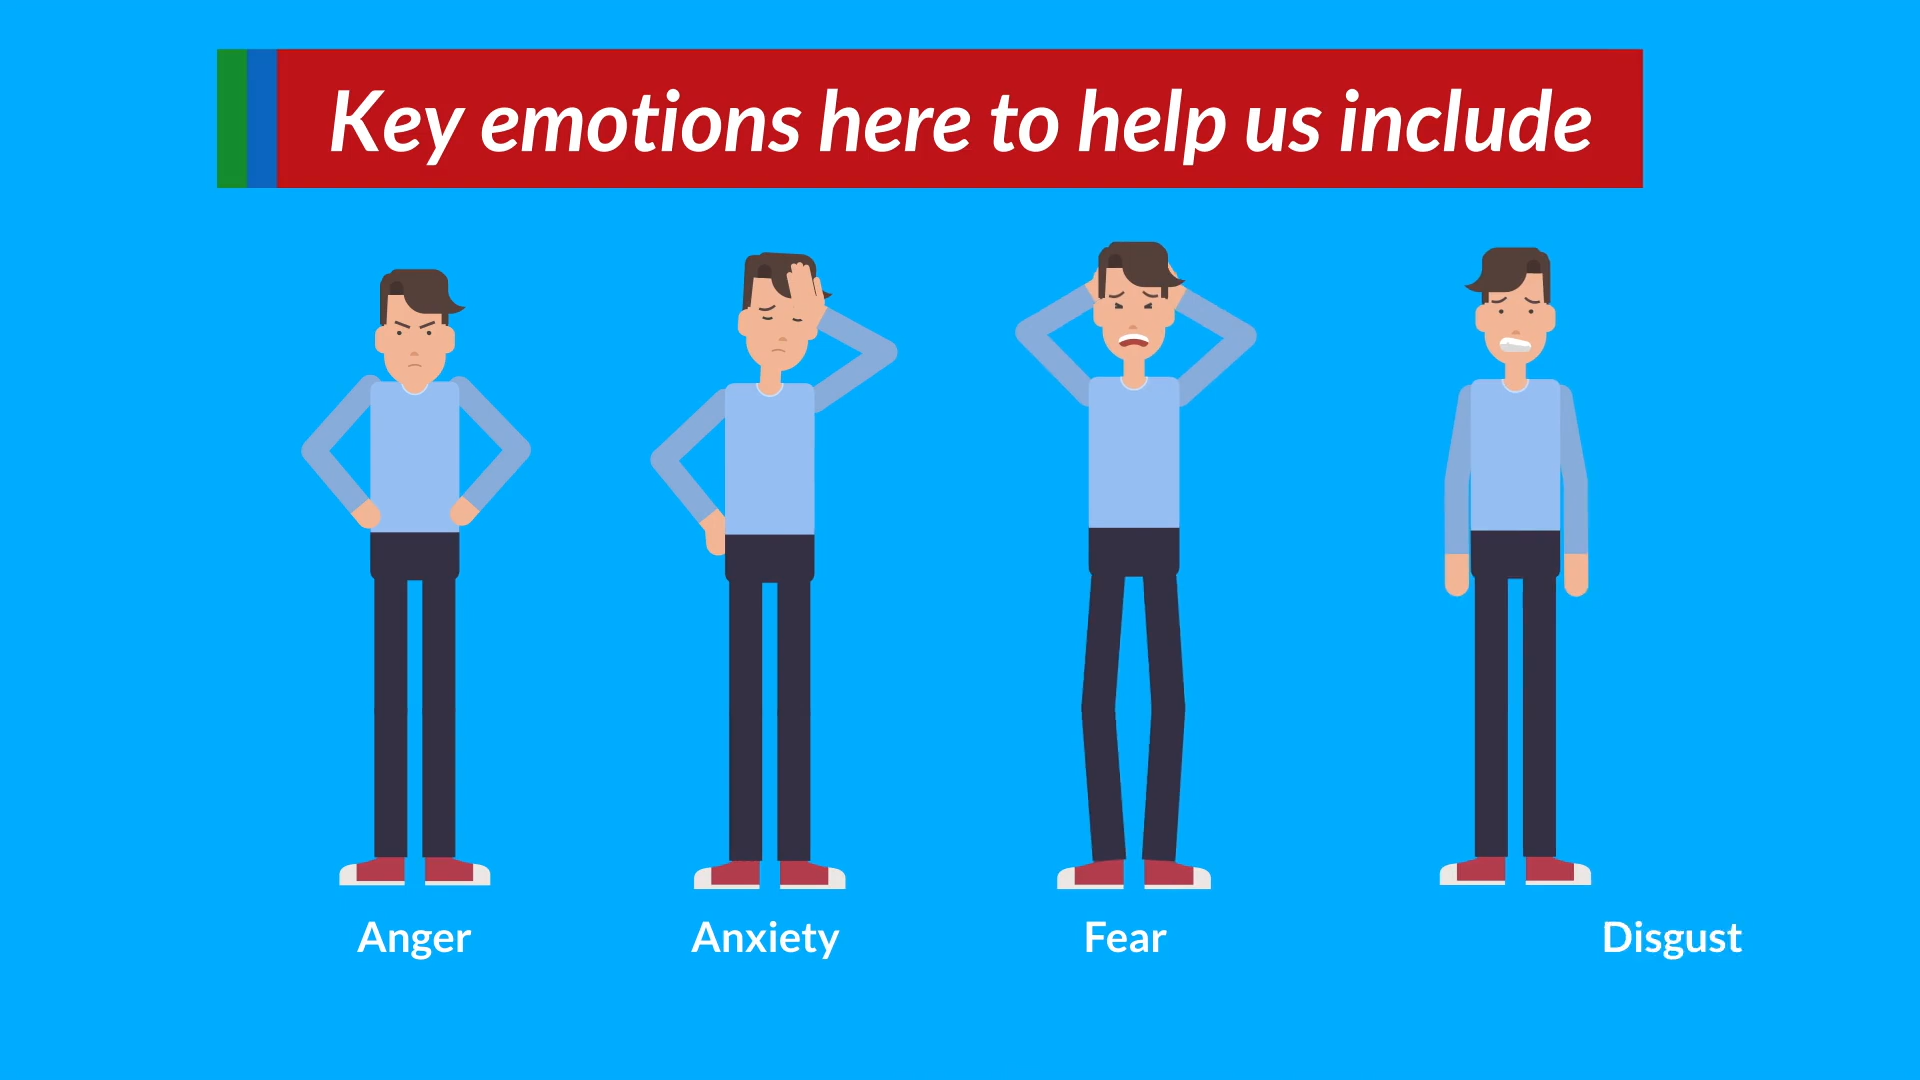 Key emotions here to help us include
Anger
Anxiety
Fear
Disgust